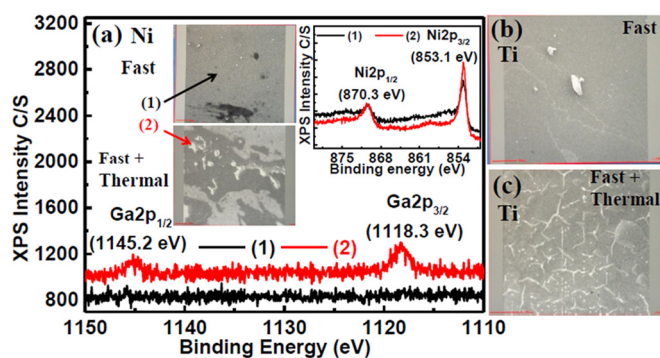 (a) Ni
Fast
(1)
(2)
Fast +
Thermal
(1) (2) Ni2p3/2
(853.1 eV)
Ni2p1/2
(870.3 eV)
XPS Intensity C/S
875 868 861 854
Binding energy (eV)
Ga2p1/2
(1145.2 eV)
Ga2p3/2
(1118.3 eV)
(1) (2)
XPS Intensity C/S
3200
2800
2400
2000
1600
1200
800
1150 1140 1130 1120 1110
Binding Energy (eV)
(b) Fast
Ti
(c) Fast +
Ti Thermal